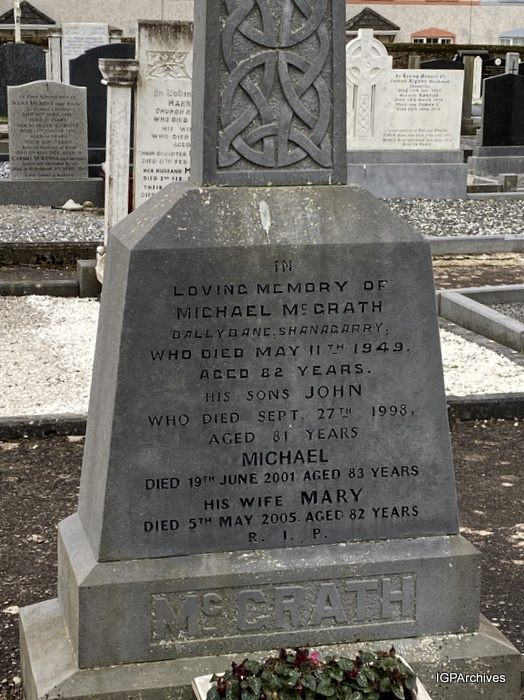 IN
LOVING MEMORY OF
MICHAEL McGRATH
BALLYBANE, SHANAGARRY,
WHO DIED MAY 11TH 1949.
AGED 82 YEARS.
HIS SONS JOHN
WHO DIED SEPT. 27TH 1998.
AGED 81 YEARS
MICHAEL
DIED 19TH JUNE 2001. AGED 83 YEARS
HIS WIFE MARY
DIED 5TH MAY 2005. AGED 82 YEARS
R. I. P.
McGRATH
IGPArchives